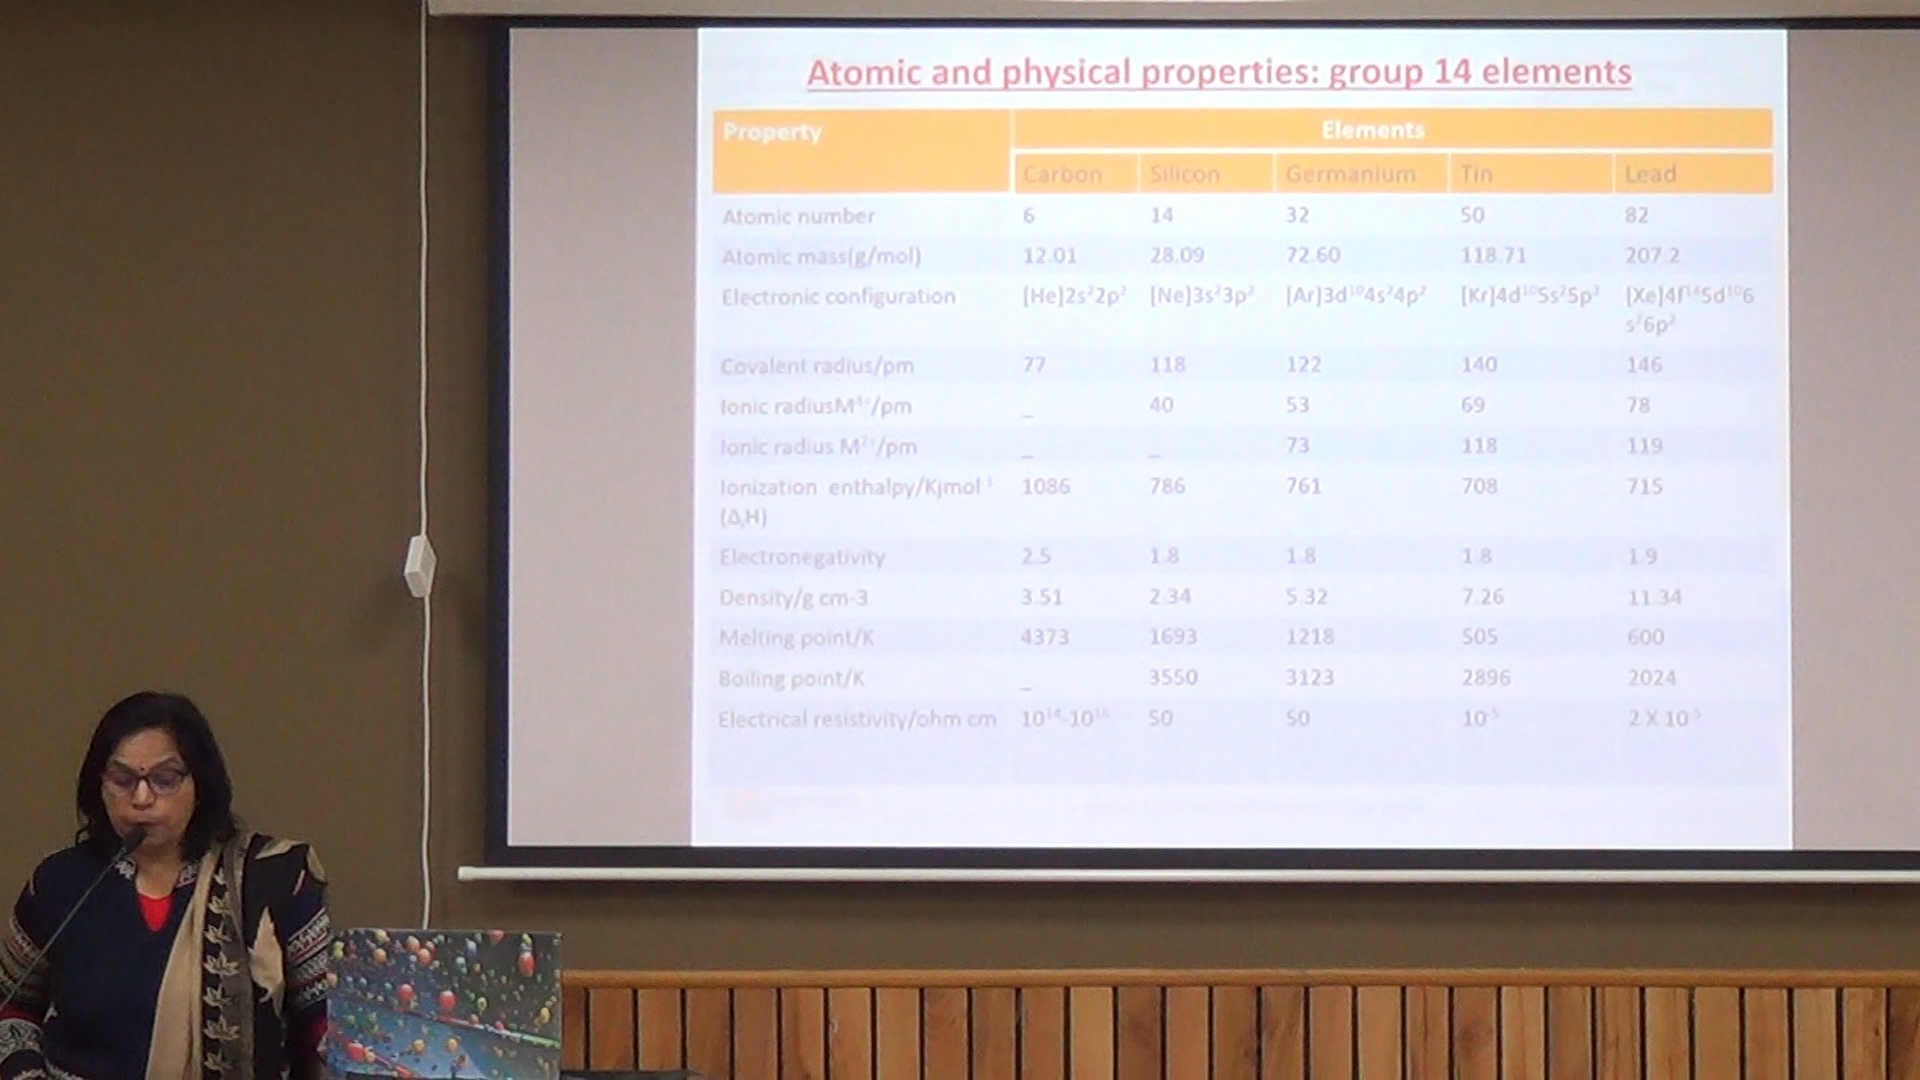 Atomic and physical properties: group 14 elements
Property Elements
Carbon Silicon Germanium Tin Lead
Atomic number 6 14 32 50 82
Atomic mass(g/mol) 12.01 28.09 72.60 118.71 207.2
Electronic configuration [He]2s²2p² [Ne]3s²3p² [Ar]3d¹⁰4s²4p² [Kr]4d¹⁰5s²5p² [Xe]4f¹⁴5d¹⁰6
s²6p²
Covalent radius/pm 77 118 122 140 146
Ionic radiusM⁴⁺/pm _ 40 53 69 78
Ionic radius M²⁺/pm _ _ 73 118 119
Ionization enthalpy/Kjmol⁻¹ 1086 786 761 708 715
(ΔᵢH)
Electronegativity 2.5 1.8 1.8 1.8 1.9
Density/g cm-3 3.51 2.34 5.32 7.26 11.34
Melting point/K 4373 1693 1218 505 600
Boiling point/K _ 3550 3123 2896 2024
Electrical resistivity/ohm cm 10¹⁴-10¹⁶ 50 50 10⁻⁵ 2 X 10⁻⁵